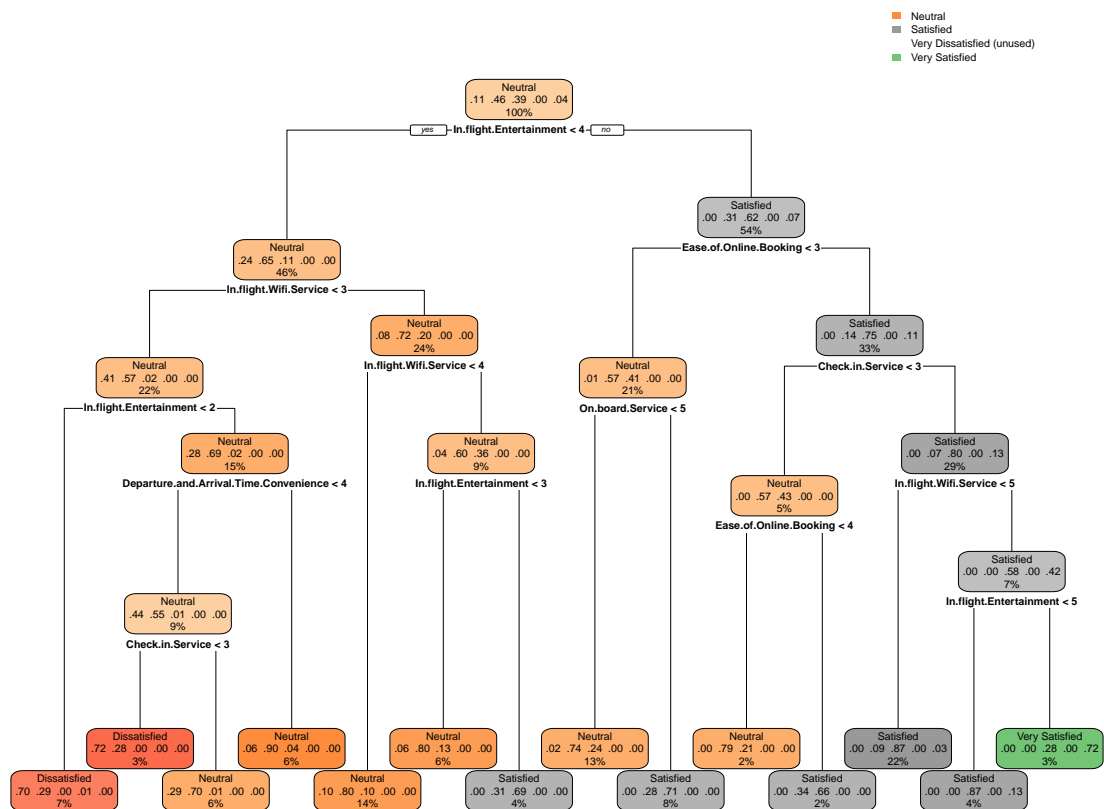 Neutral
Satisfied
Very Dissatisfied (unused)
Very Satisfied
Neutral
.11 .46 .39 .00 .04
100%
yes
In.flight.Entertainment < 4
no
Satisfied
.00 .31 .62 .00 .07
54%
Ease.of.Online.Booking < 3
Neutral
.24 .65 .11 .00 .00
46%
In.flight.Wifi.Service < 3
Neutral
.08 .72 .20 .00 .00
24%
In.flight.Wifi.Service < 4
Satisfied
.00 .14 .75 .00 .11
33%
Check.in.Service < 3
Neutral
.41 .57 .02 .00 .00
22%
In.flight.Entertainment < 2
Neutral
.01 .57 .41 .00 .00
21%
On.board.Service < 5
Neutral
.28 .69 .02 .00 .00
15%
Departure.and.Arrival.Time.Convenience < 4
Neutral
.04 .60 .36 .00 .00
9%
In.flight.Entertainment < 3
Satisfied
.00 .07 .80 .00 .13
29%
In.flight.Wifi.Service < 5
Neutral
.00 .57 .43 .00 .00
5%
Ease.of.Online.Booking < 4
Satisfied
.00 .00 .58 .00 .42
7%
In.flight.Entertainment < 5
Neutral
.44 .55 .01 .00 .00
9%
Check.in.Service < 3
Dissatisfied
.72 .28 .00 .00 .00
3%
Neutral
.06 .90 .04 .00 .00
6%
Neutral
.06 .80 .13 .00 .00
6%
Neutral
.02 .74 .24 .00 .00
13%
Neutral
.00 .79 .21 .00 .00
2%
Satisfied
.00 .09 .87 .00 .03
22%
Very Satisfied
.00 .00 .28 .00 .72
3%
Dissatisfied
.70 .29 .00 .01 .00
7%
Neutral
.29 .70 .01 .00 .00
6%
Neutral
.10 .80 .10 .00 .00
14%
Satisfied
.00 .31 .69 .00 .00
4%
Satisfied
.00 .28 .71 .00 .00
8%
Satisfied
.00 .34 .66 .00 .00
2%
Satisfied
.00 .00 .87 .00 .13
4%